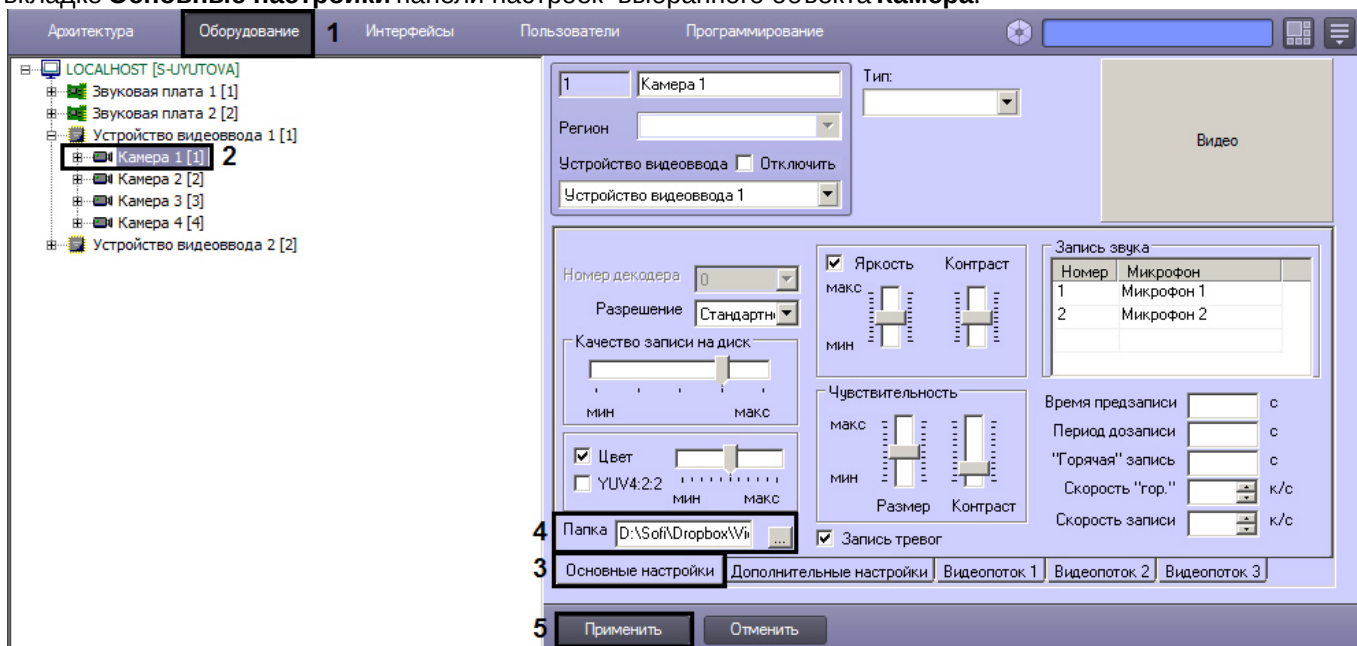 вкладке Основные настройки панели настроек выбранного объекта Камера.
Архитектура Оборудование 1 Интерфейсы Пользователи Программирование
LOCALHOST [S-UYUTOVA]
Звуковая плата 1 [1]
Звуковая плата 2 [2]
Устройство видеоввода 1 [1]
Камера 1 [1] 2
Камера 2 [2]
Камера 3 [3]
Камера 4 [4]
Устройство видеоввода 2 [2]
1 Камера 1
Тип:
Регион
Устройство видеоввода Отключить
Устройство видеоввода 1
Видео
Номер декодера 0
Разрешение Стандартн
Качество записи на диск
мин макс
Цвет
YUV4:2:2
мин макс
4 Папка D:\Sofi\Dropbox\Vi ...
Яркость Контраст
макс
мин
Чувствительность
макс
мин
Размер Контраст
Запись тревог
Запись звука
Номер Микрофон
1 Микрофон 1
2 Микрофон 2
Время предзаписи с
Период дозаписи с
"Горячая" запись с
Скорость "гор." к/с
Скорость записи к/с
3 Основные настройки Дополнительные настройки Видеопоток 1 Видеопоток 2 Видеопоток 3
5 Применить Отменить